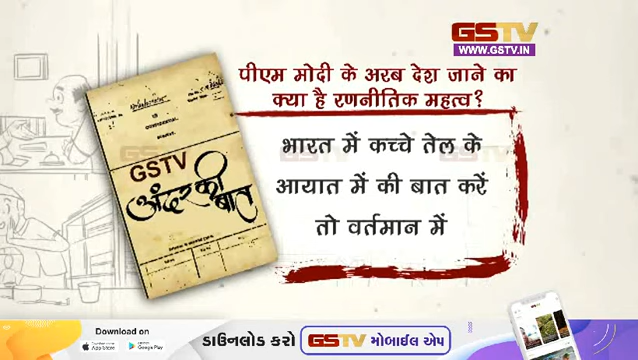 GSTV
WWW.GSTV.IN
पीएम मोदी के अरब देश जाने का
क्या है रणनीतिक महत्व?
GSTV
अंदर की
बात
भारत में कच्चे तेल के
आयात में की बात करें
तो वर्तमान में
Download on
App Store
Google Play
ડાઉનલોડ કરો GSTV મોબાઈલ એપ